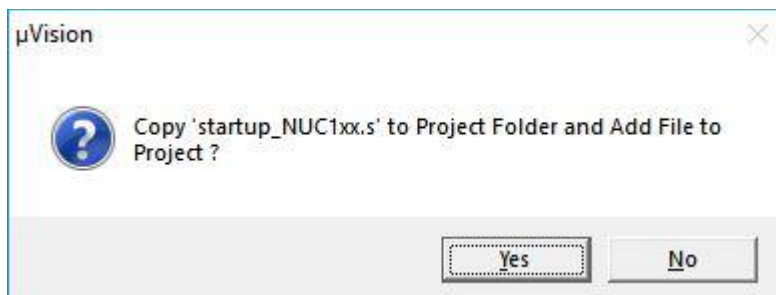 µVision
Copy 'startup_NUC1xx.s' to Project Folder and Add File to
Project ?
Yes
No